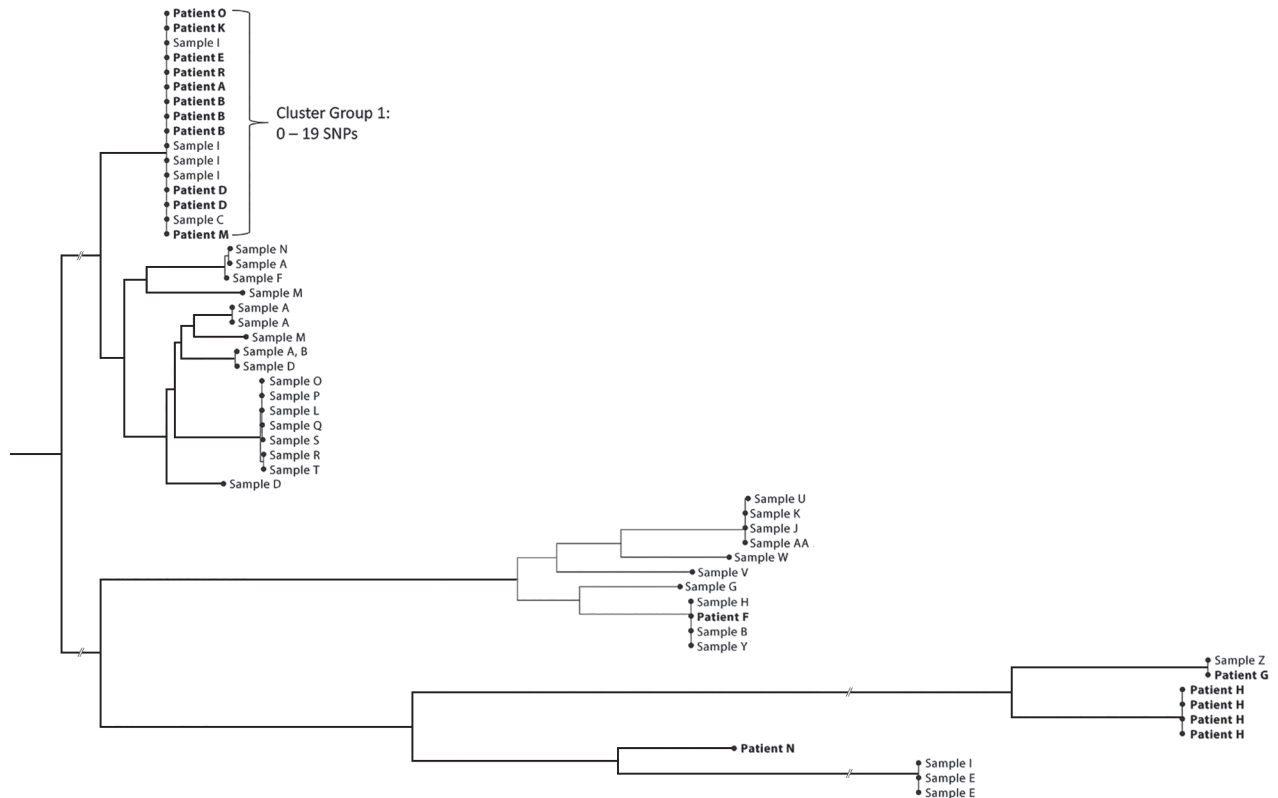 Patient O
Patient K
Sample I
Patient E
Patient R
Patient A
Patient B
Patient B
Patient B
Sample I
Sample I
Sample I
Patient D
Patient D
Sample C
Patient M
Cluster Group 1:
0 – 19 SNPs
Sample N
Sample A
Sample F
Sample M
Sample A
Sample A
Sample M
Sample A, B
Sample D
Sample O
Sample P
Sample L
Sample Q
Sample S
Sample R
Sample T
Sample D
Sample U
Sample K
Sample J
Sample AA
Sample W
Sample V
Sample G
Sample H
Patient F
Sample B
Sample Y
Sample Z
Patient G
Patient H
Patient H
Patient H
Patient H
Patient N
Sample I
Sample E
Sample E